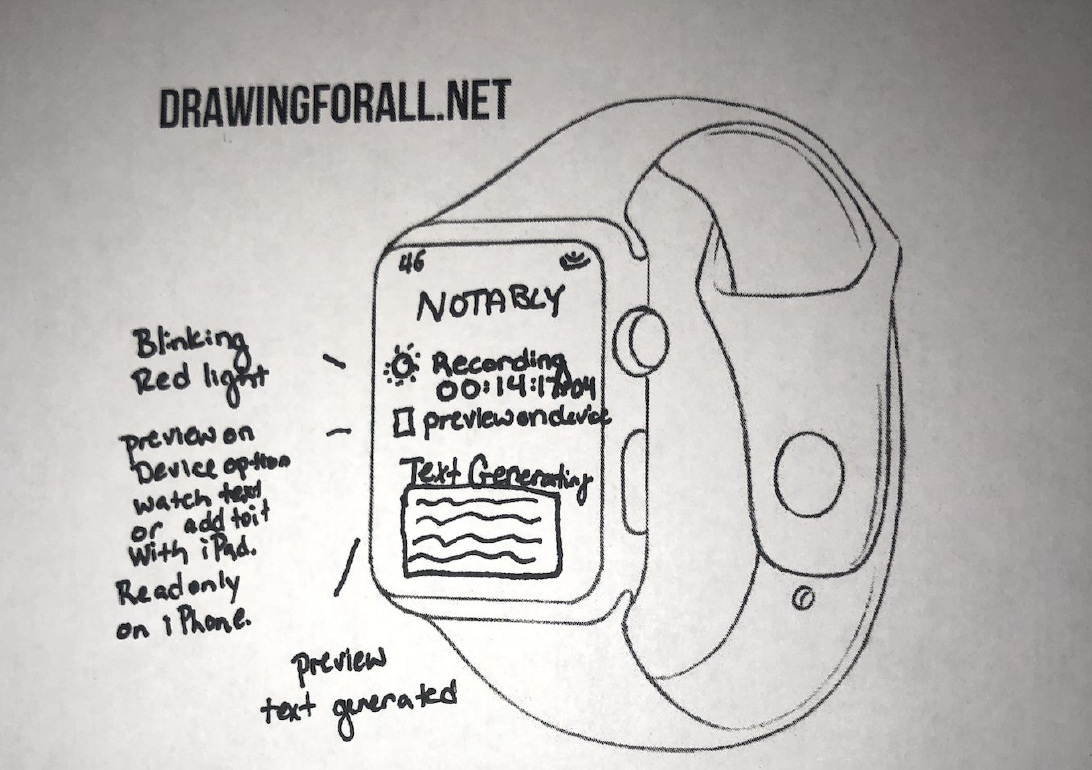 DRAWINGFORALL.NET
46
NOTABLY
Blinking
Red light
Recording
00:14:17:04
preview on device
preview on
Device option
watch text
or add to it
with iPad.
Read only
on iPhone.
Text Generating
preview
text generated